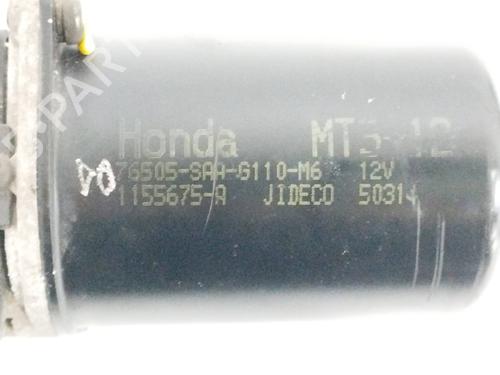 Honda MT3-12
76505-SAA-G110-M6 12V
1155675-A JIDECO 50314